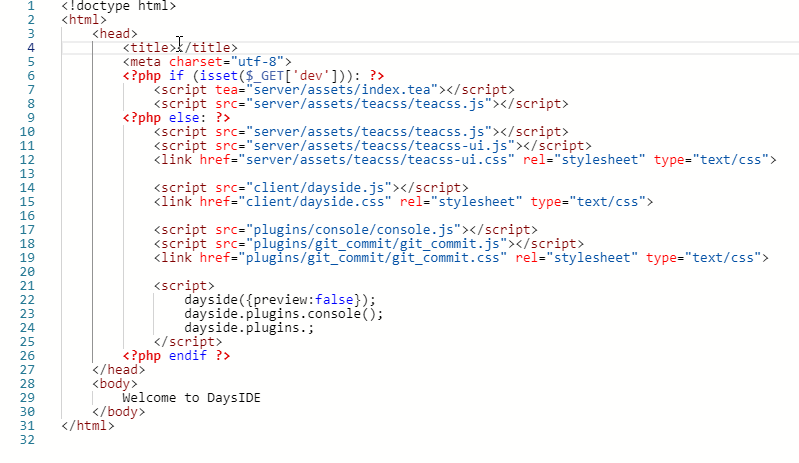 1 <!doctype html>
2 <html>
3 <head>
4 <title></title>
5 <meta charset="utf-8">
6 <?php if (isset($_GET['dev'])): ?>
7 <script tea="server/assets/index.tea"></script>
8 <script src="server/assets/teacss/teacss.js"></script>
9 <?php else: ?>
10 <script src="server/assets/teacss/teacss.js"></script>
11 <script src="server/assets/teacss/teacss-ui.js"></script>
12 <link href="server/assets/teacss/teacss-ui.css" rel="stylesheet" type="text/css">
13
14 <script src="client/dayside.js"></script>
15 <link href="client/dayside.css" rel="stylesheet" type="text/css">
16
17 <script src="plugins/console/console.js"></script>
18 <script src="plugins/git_commit/git_commit.js"></script>
19 <link href="plugins/git_commit/git_commit.css" rel="stylesheet" type="text/css">
20
21 <script>
22 dayside({preview:false});
23 dayside.plugins.console();
24 dayside.plugins.;
25 </script>
26 <?php endif ?>
27 </head>
28 <body>
29 Welcome to DaysIDE
30 </body>
31 </html>
32